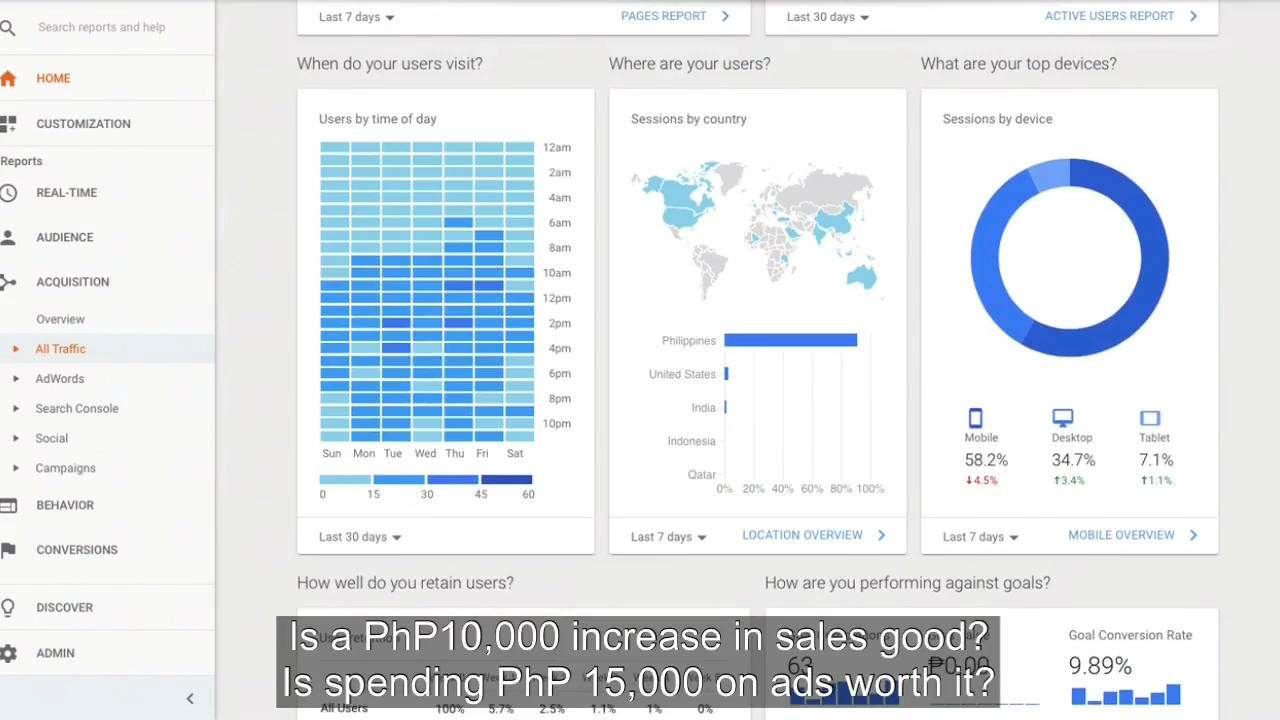 Search reports and help
HOME
CUSTOMIZATION
Reports
REAL-TIME
AUDIENCE
ACQUISITION
Overview
All Traffic
AdWords
Search Console
Social
Campaigns
BEHAVIOR
CONVERSIONS
DISCOVER
ADMIN
Last 7 days
PAGES REPORT
Last 30 days
ACTIVE USERS REPORT
When do your users visit?
Users by time of day
12am
2am
4am
6am
8am
10am
12pm
2pm
4pm
6pm
8pm
10pm
Sun Mon Tue Wed Thu Fri Sat
0 15 30 45 60
Last 30 days
Where are your users?
Sessions by country
Philippines
United States
India
Indonesia
Qatar
0% 20% 40% 60% 80% 100%
Last 7 days
LOCATION OVERVIEW
What are your top devices?
Sessions by device
Mobile Desktop Tablet
58.2% 34.7% 7.1%
4.5% 3.4% 1.1%
Last 7 days
MOBILE OVERVIEW
How well do you retain users?
All Users 100% 5.7% 2.5% 1.1% 1% 0%
How are you performing against goals?
63
₱0.00
Goal Conversion Rate
9.89%
Is a PhP10,000 increase in sales good?
Is spending PhP 15,000 on ads worth it?